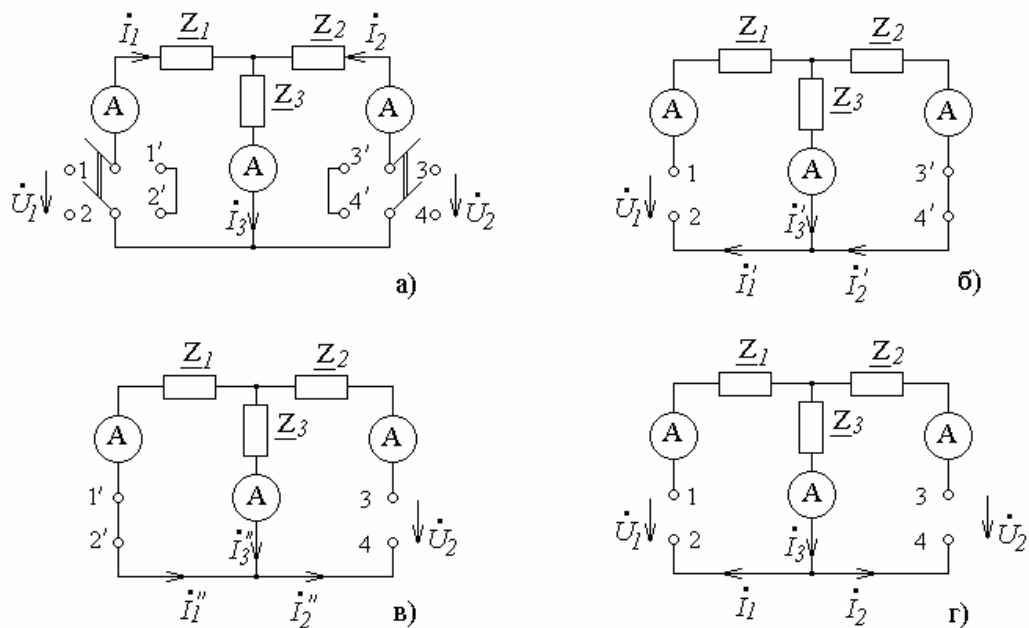 İ1 Z1 Z2 İ2
Z3
A A
A
1 1' 3' 3
2 2' 4' 4
U̇1 U̇2
İ3
а)
Z1 Z2
Z3
A A
A
1 3'
2 4'
U̇1
İ3'
İ1' İ2'
б)
Z1 Z2
Z3
A A
A
1' 3
2' 4
U̇2
İ3''
İ1'' İ2''
в)
Z1 Z2
Z3
A A
A
1 3
2 4
U̇1 U̇2
İ3
İ1 İ2
г)